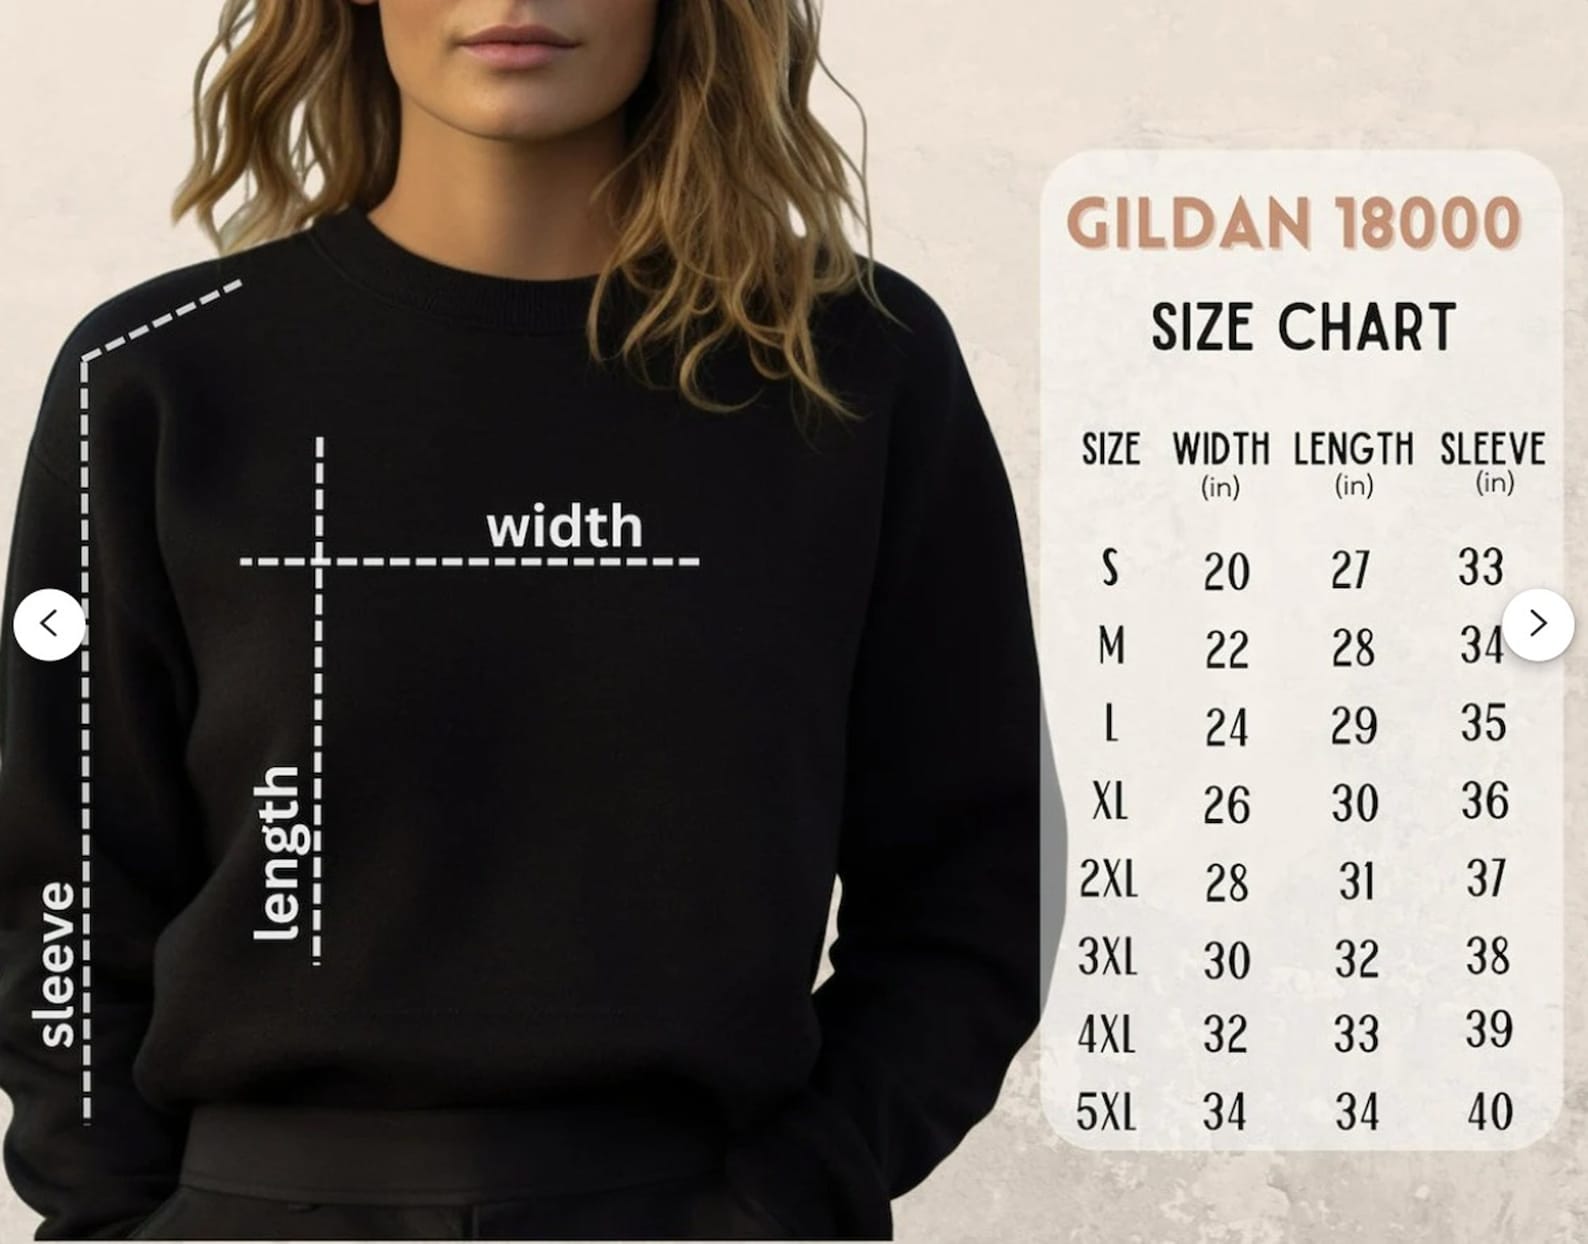 GILDAN 18000
SIZE CHART
SIZE WIDTH LENGTH SLEEVE
(in) (in) (in)
S 20 27 33
M 22 28 34
L 24 29 35
XL 26 30 36
2XL 28 31 37
3XL 30 32 38
4XL 32 33 39
5XL 34 34 40
width
length
sleeve